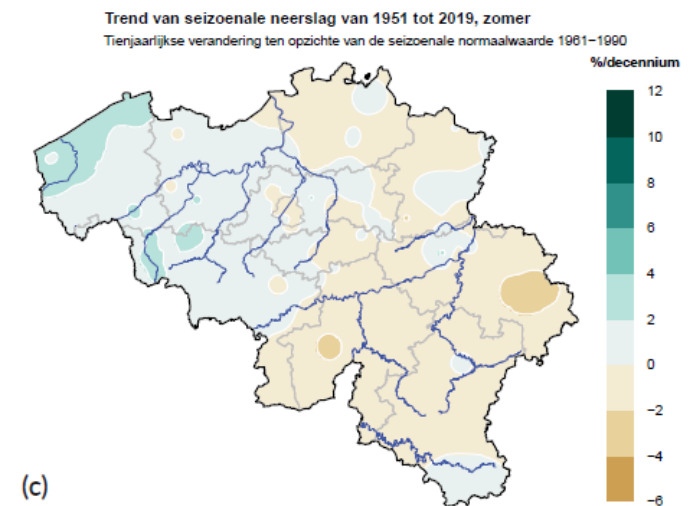 Trend van seizoenale neerslag van 1951 tot 2019, zomer
Tienjaarlijkse verandering ten opzichte van de seizoenale normaalwaarde 1961−1990
%/decennium
12
10
8
6
4
2
0
−2
−4
−6
(c)